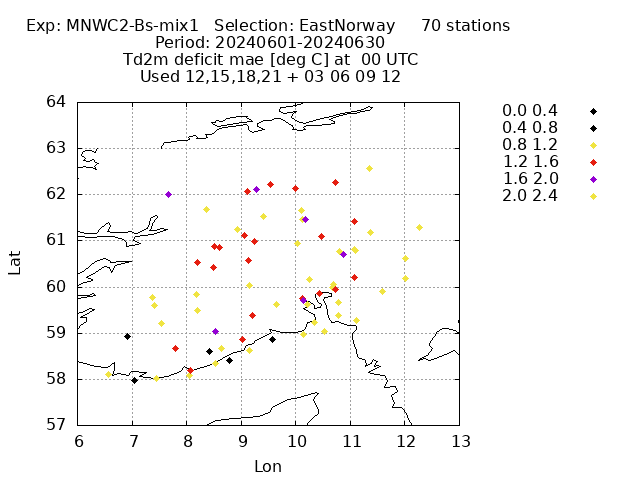 Exp: MNWC2-Bs-mix1 Selection: EastNorway 70 stations
Period: 20240601-20240630
Td2m deficit mae [deg C] at 00 UTC
Used 12,15,18,21 + 03 06 09 12
64
63
62
61
60
59
58
57
Lat
6 7 8 9 10 11 12 13
Lon
0.0 0.4
0.4 0.8
0.8 1.2
1.2 1.6
1.6 2.0
2.0 2.4